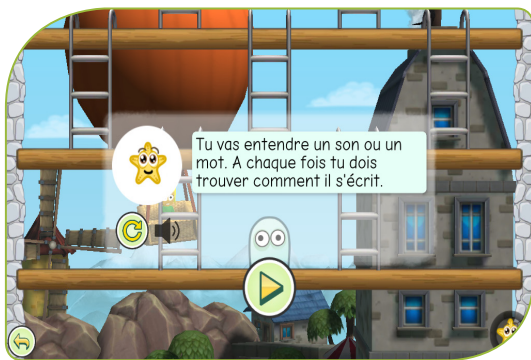 Tu vas entendre un son ou un
mot. A chaque fois tu dois
trouver comment il s'écrit.